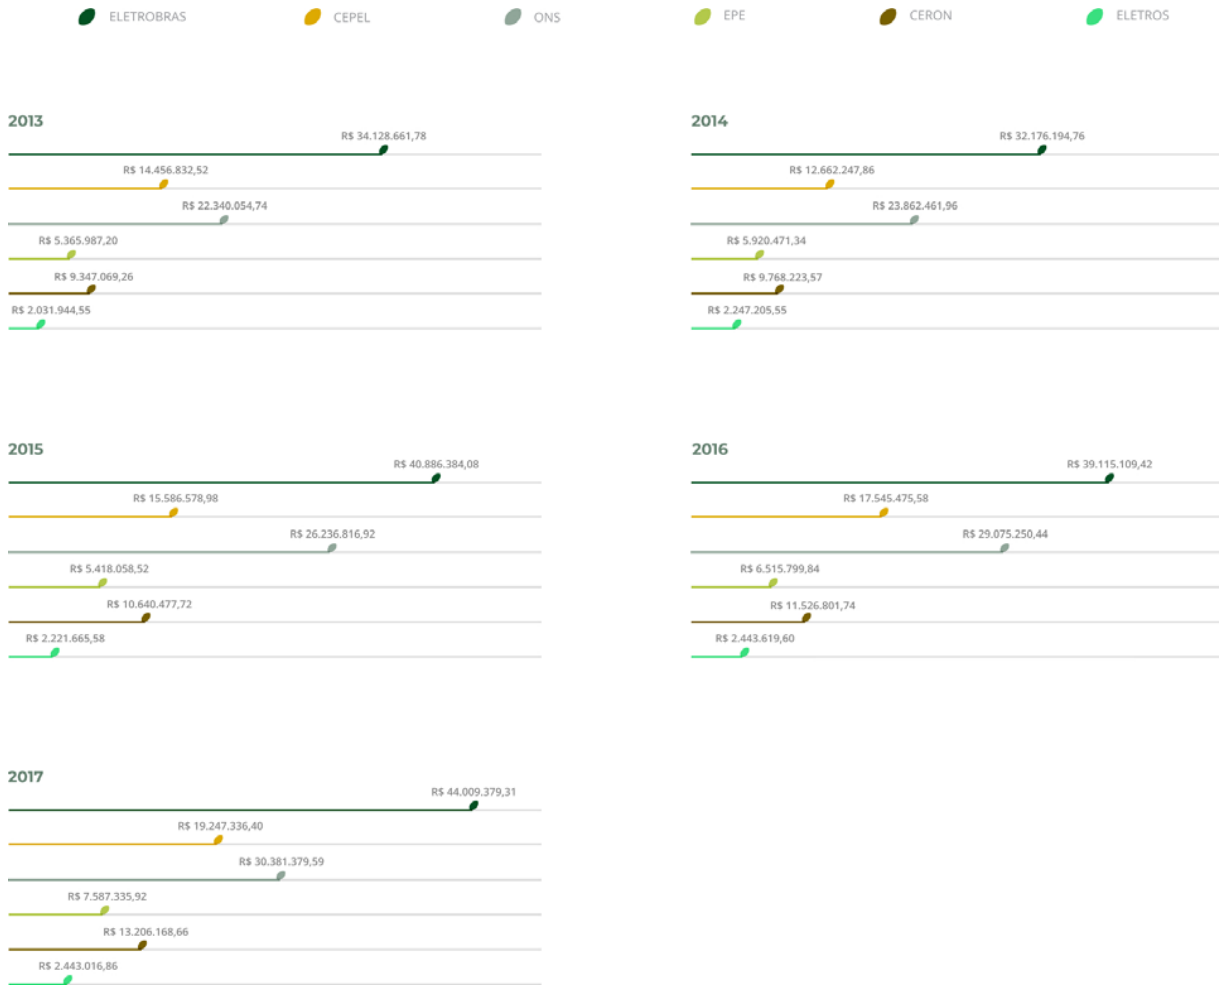 ELETROBRAS
CEPEL
ONS
EPE
CERON
ELETROS
2013
R$ 34.128.661,78
R$ 14.456.832,52
R$ 22.340.054,74
R$ 5.365.987,20
R$ 9.347.069,26
R$ 2.031.944,55
2014
R$ 32.176.194,76
R$ 12.662.247,86
R$ 23.862.461,96
R$ 5.920.471,34
R$ 9.768.223,57
R$ 2.247.205,55
2015
R$ 40.886.384,08
R$ 15.586.578,98
R$ 26.236.816,92
R$ 5.418.058,52
R$ 10.640.477,72
R$ 2.221.665,58
2016
R$ 39.115.109,42
R$ 17.545.475,58
R$ 29.075.250,44
R$ 6.515.799,84
R$ 11.526.801,74
R$ 2.443.619,60
2017
R$ 44.009.379,31
R$ 19.247.336,40
R$ 30.381.379,59
R$ 7.587.335,92
R$ 13.206.168,66
R$ 2.443.016,86